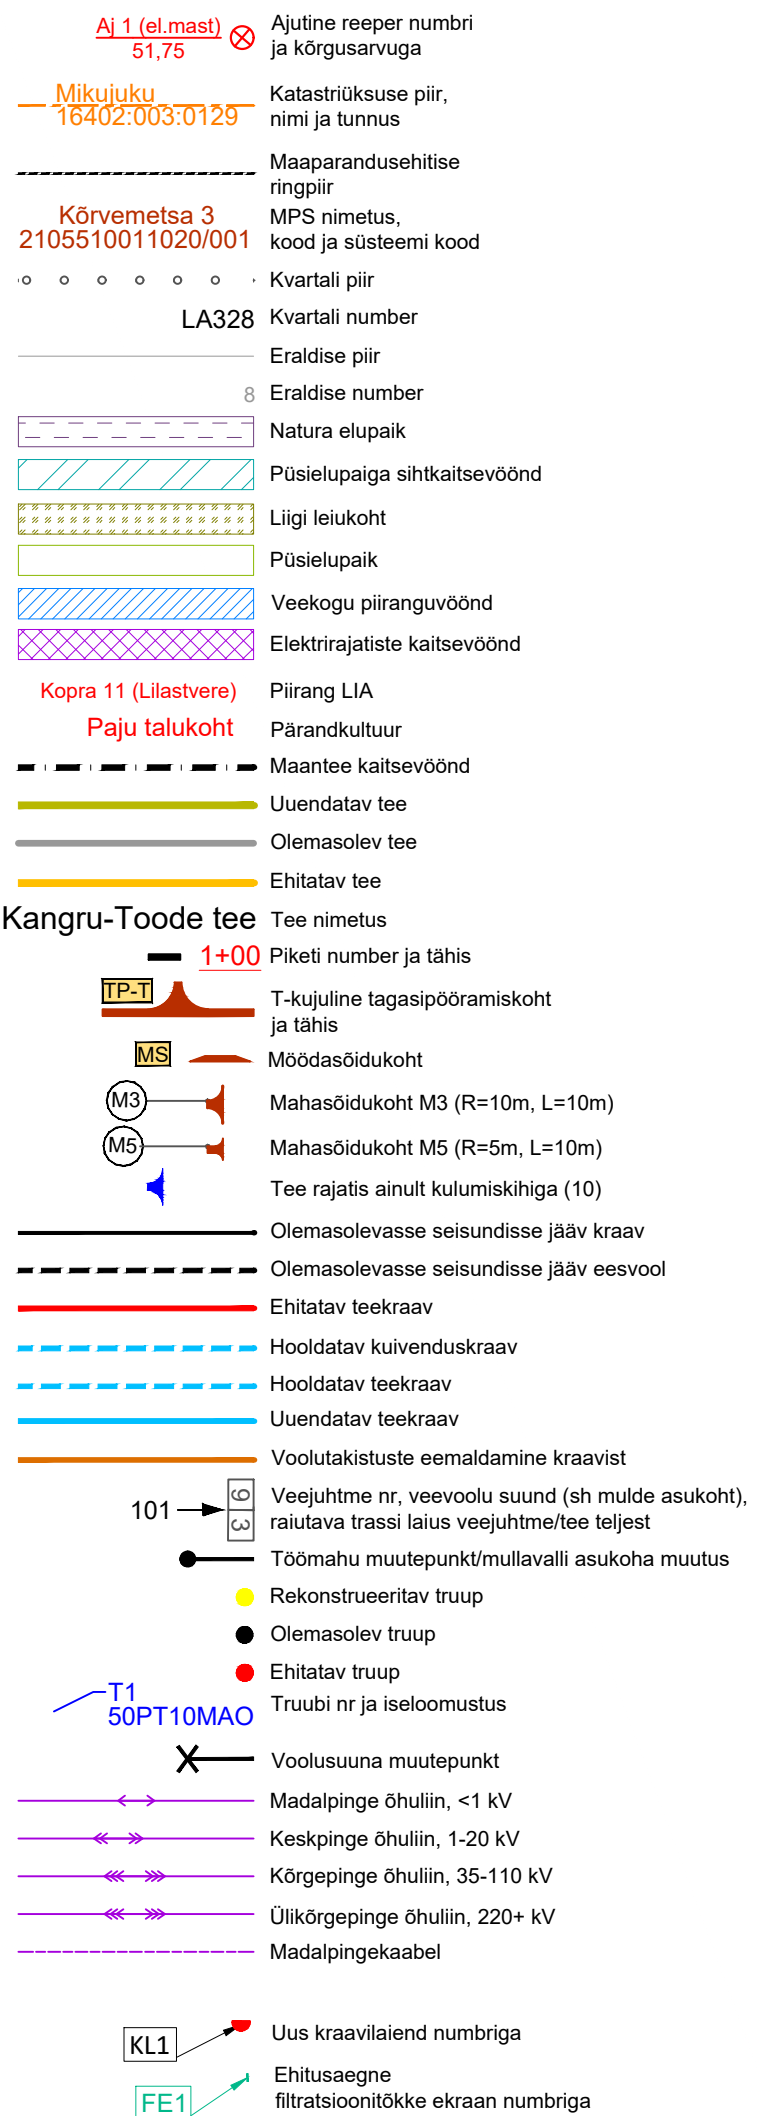 Aj 1 (el.mast)
51,75
Ajutine reeper numbri
ja kõrgusarvuga
Mikujuku
16402:003:0129
Katastriüksuse piir,
nimi ja tunnus
Maaparandusehitise
ringpiir
Kõrvemetsa 3
2105510011020/001
MPS nimetus,
kood ja süsteemi kood
Kvartali piir
LA328 Kvartali number
Eraldise piir
8 Eraldise number
Natura elupaik
Püsielupaiga sihtkaitsevöönd
Liigi leiukoht
Püsielupaik
Veekogu piiranguvöönd
Elektrirajatiste kaitsevöönd
Kopra 11 (Lilastvere) Piirang LIA
Paju talukoht Pärandkultuur
Maantee kaitsevöönd
Uuendatav tee
Olemasolev tee
Ehitatav tee
Kangru-Toode tee Tee nimetus
1+00 Piketi number ja tähis
TP-T
T-kujuline tagasipööramiskoht
ja tähis
MS Möödasõidukoht
M3 Mahasõidukoht M3 (R=10m, L=10m)
M5 Mahasõidukoht M5 (R=5m, L=10m)
Tee rajatis ainult kulumiskihiga (10)
Olemasolevasse seisundisse jääv kraav
Olemasolevasse seisundisse jääv eesvool
Ehitatav teekraav
Hooldatav kuivenduskraav
Hooldatav teekraav
Uuendatav teekraav
Voolutakistuste eemaldamine kraavist
101 9 3
Veejuhtme nr, veevoolu suund (sh mulde asukoht),
raiutava trassi laius veejuhtme/tee teljest
Töömahu muutepunkt/mullavalli asukoha muutus
Rekonstrueeritav truup
Olemasolev truup
Ehitatav truup
T1
50PT10MAO
Truubi nr ja iseloomustus
Voolusuuna muutepunkt
Madalpinge õhuliin, <1 kV
Keskpinge õhuliin, 1-20 kV
Kõrgepinge õhuliin, 35-110 kV
Ülikõrgepinge õhuliin, 220+ kV
Madalpingekaabel
KL1 Uus kraavilaiend numbriga
FE1
Ehitusaegne
filtratsioonitõkke ekraan numbriga